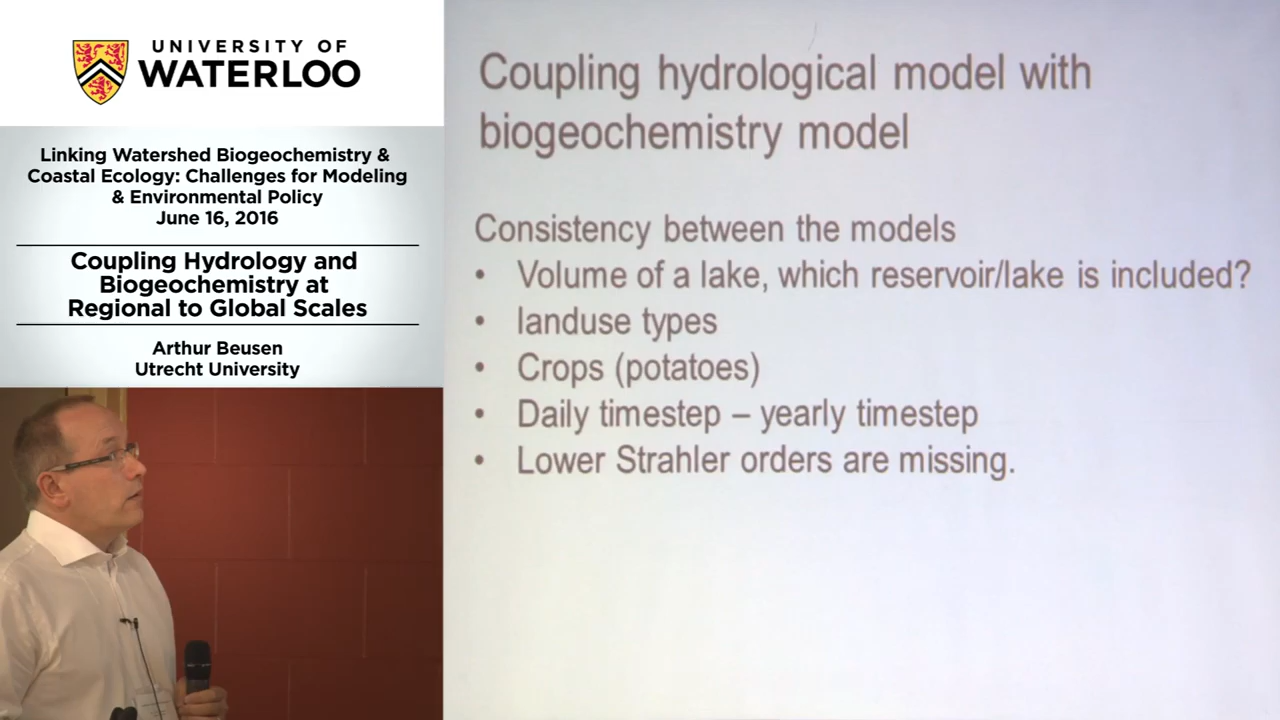 UNIVERSITY OF
WATERLOO
Linking Watershed Biogeochemistry &
Coastal Ecology: Challenges for Modeling
& Environmental Policy
June 16, 2016
Coupling Hydrology and
Biogeochemistry at
Regional to Global Scales
Arthur Beusen
Utrecht University
Coupling hydrological model with
biogeochemistry model
Consistency between the models
• Volume of a lake, which reservoir/lake is included?
• landuse types
• Crops (potatoes)
• Daily timestep – yearly timestep
• Lower Strahler orders are missing.